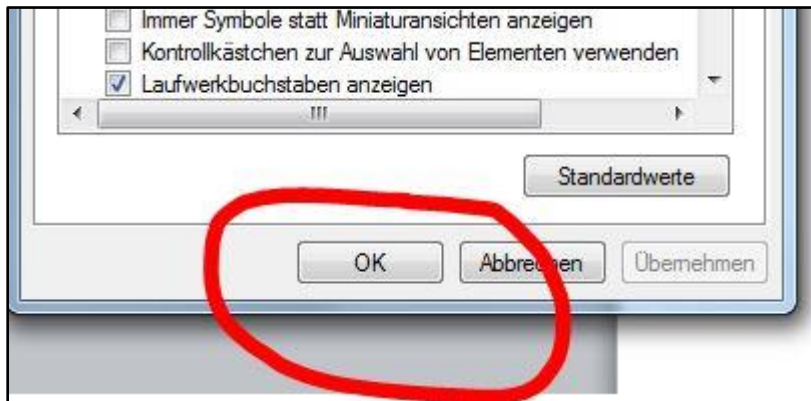 Immer Symbole statt Miniaturansichten anzeigen
Kontrollkästchen zur Auswahl von Elementen verwenden
Laufwerkbuchstaben anzeigen
Standardwerte
OK Abbrechen Übernehmen